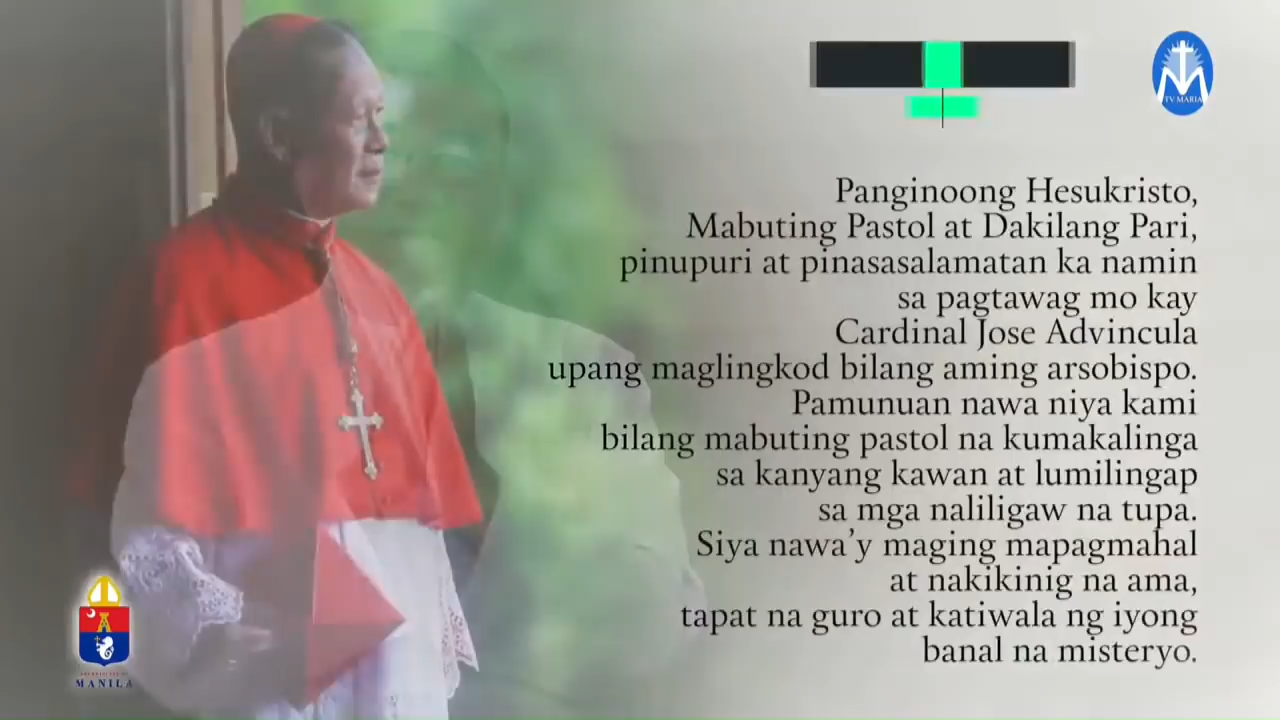 TV MARIA
Panginoong Hesukristo,
Mabuting Pastol at Dakilang Pari,
pinupuri at pinasasalamatan ka namin
sa pagtawag mo kay
Cardinal Jose Advincula
upang maglingkod bilang aming arsobispo.
Pamunuan nawa niya kami
bilang mabuting pastol na kumakalinga
sa kanyang kawan at lumilingap
sa mga naliligaw na tupa.
Siya nawa’y maging mapagmahal
at nakikinig na ama,
tapat na guro at katiwala ng iyong
banal na misteryo.
MANILA